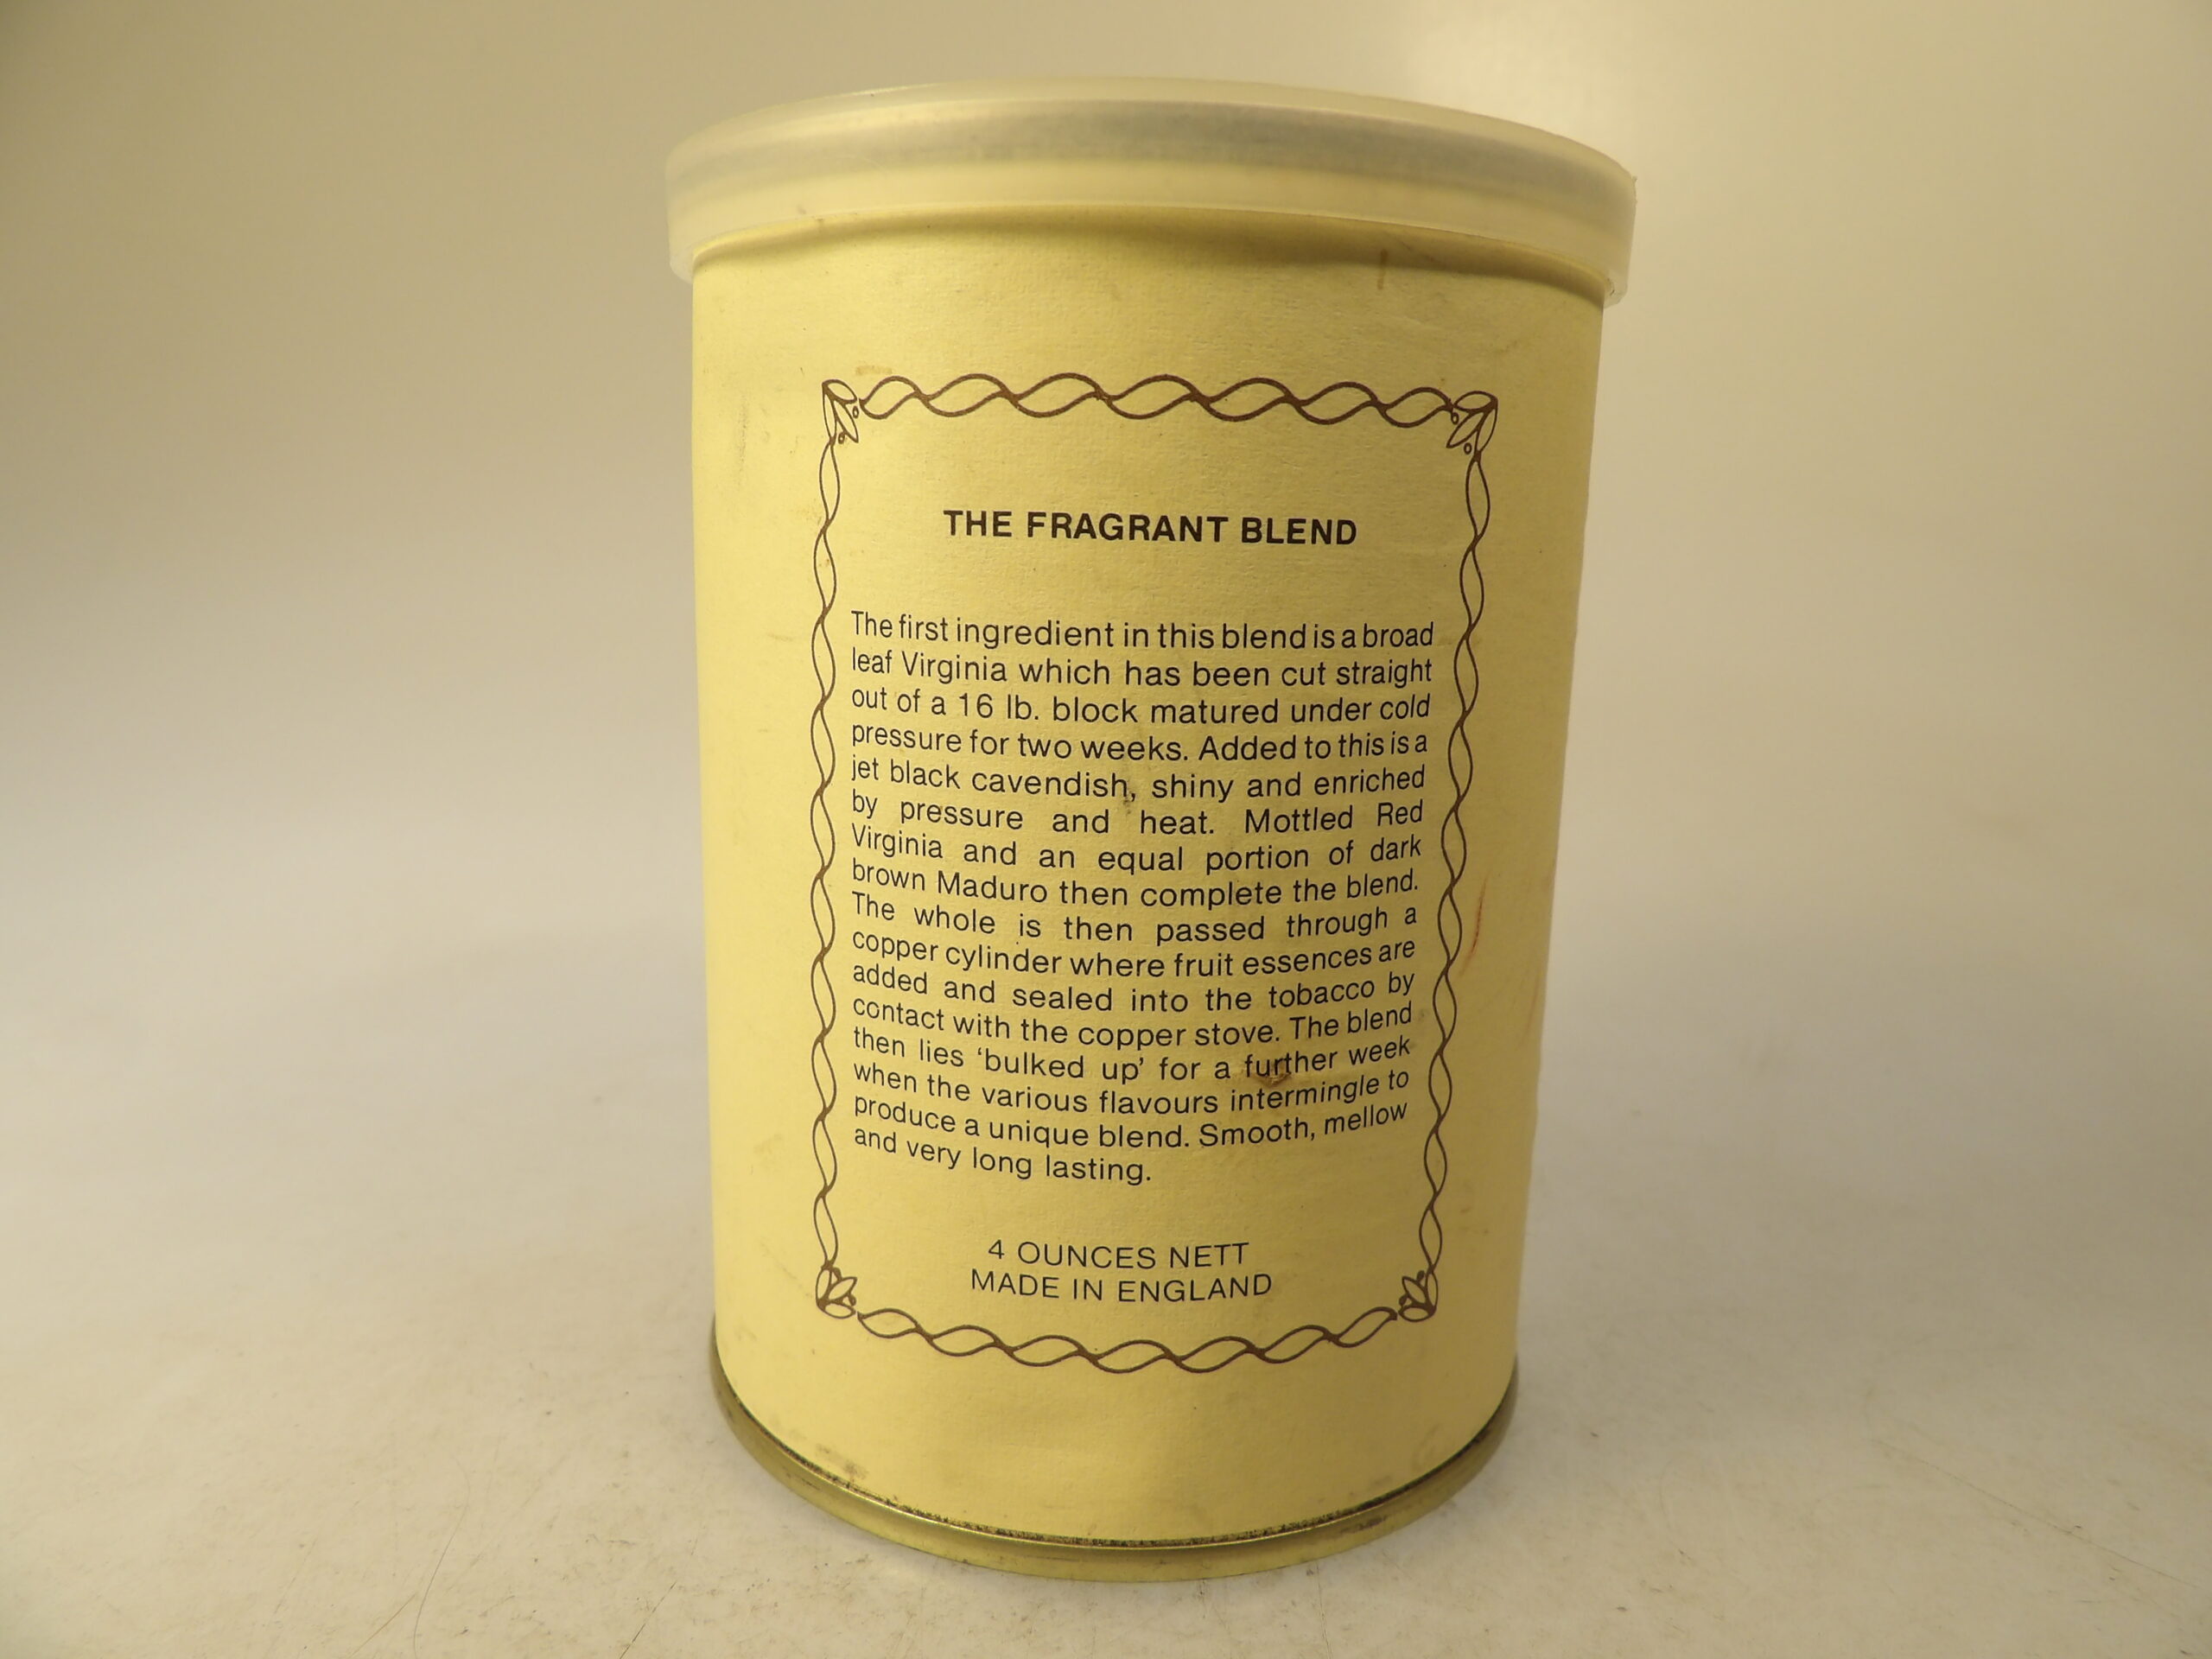 THE FRAGRANT BLEND
The first ingredient in this blend is a broad
leaf Virginia which has been cut straight
out of a 16 lb. block matured under cold
pressure for two weeks. Added to this is a
jet black cavendish, shiny and enriched
by pressure and heat. Mottled Red
Virginia and an equal portion of dark
brown Maduro then complete the blend.
The whole is then passed through a
copper cylinder where fruit essences are
added and sealed into the tobacco by
contact with the copper stove. The blend
then lies ‘bulked up’ for a further week
when the various flavours intermingle to
produce a unique blend. Smooth, mellow
and very long lasting.
4 OUNCES NETT
MADE IN ENGLAND